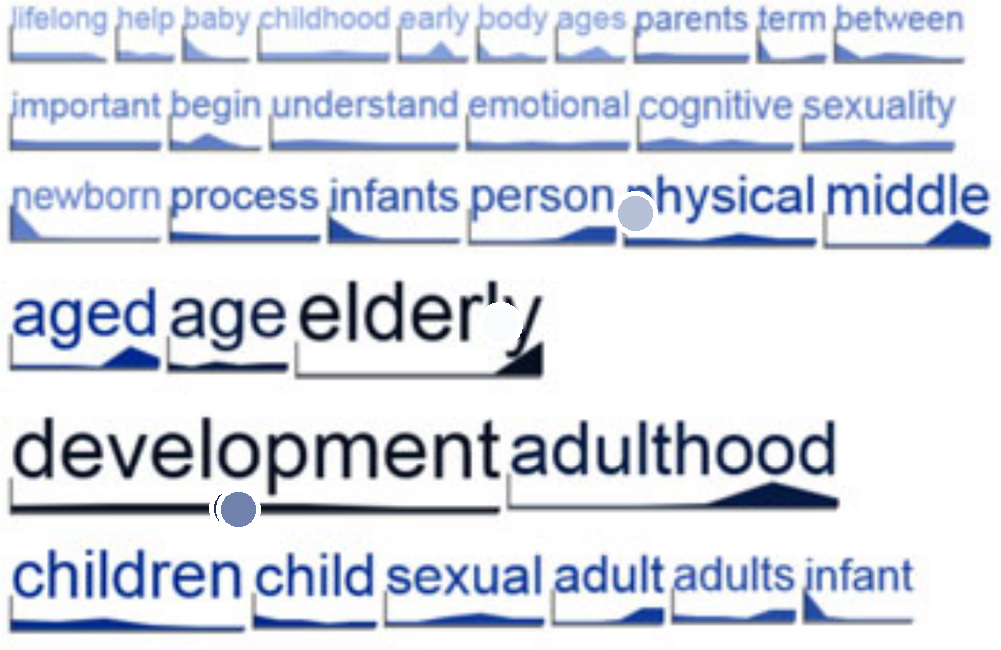 lifelong help baby childhood early body ages parents term between
important begin understand emotional cognitive sexuality
newborn process infants person physical middle
aged age elderly
development adulthood
children child sexual adult adults infant